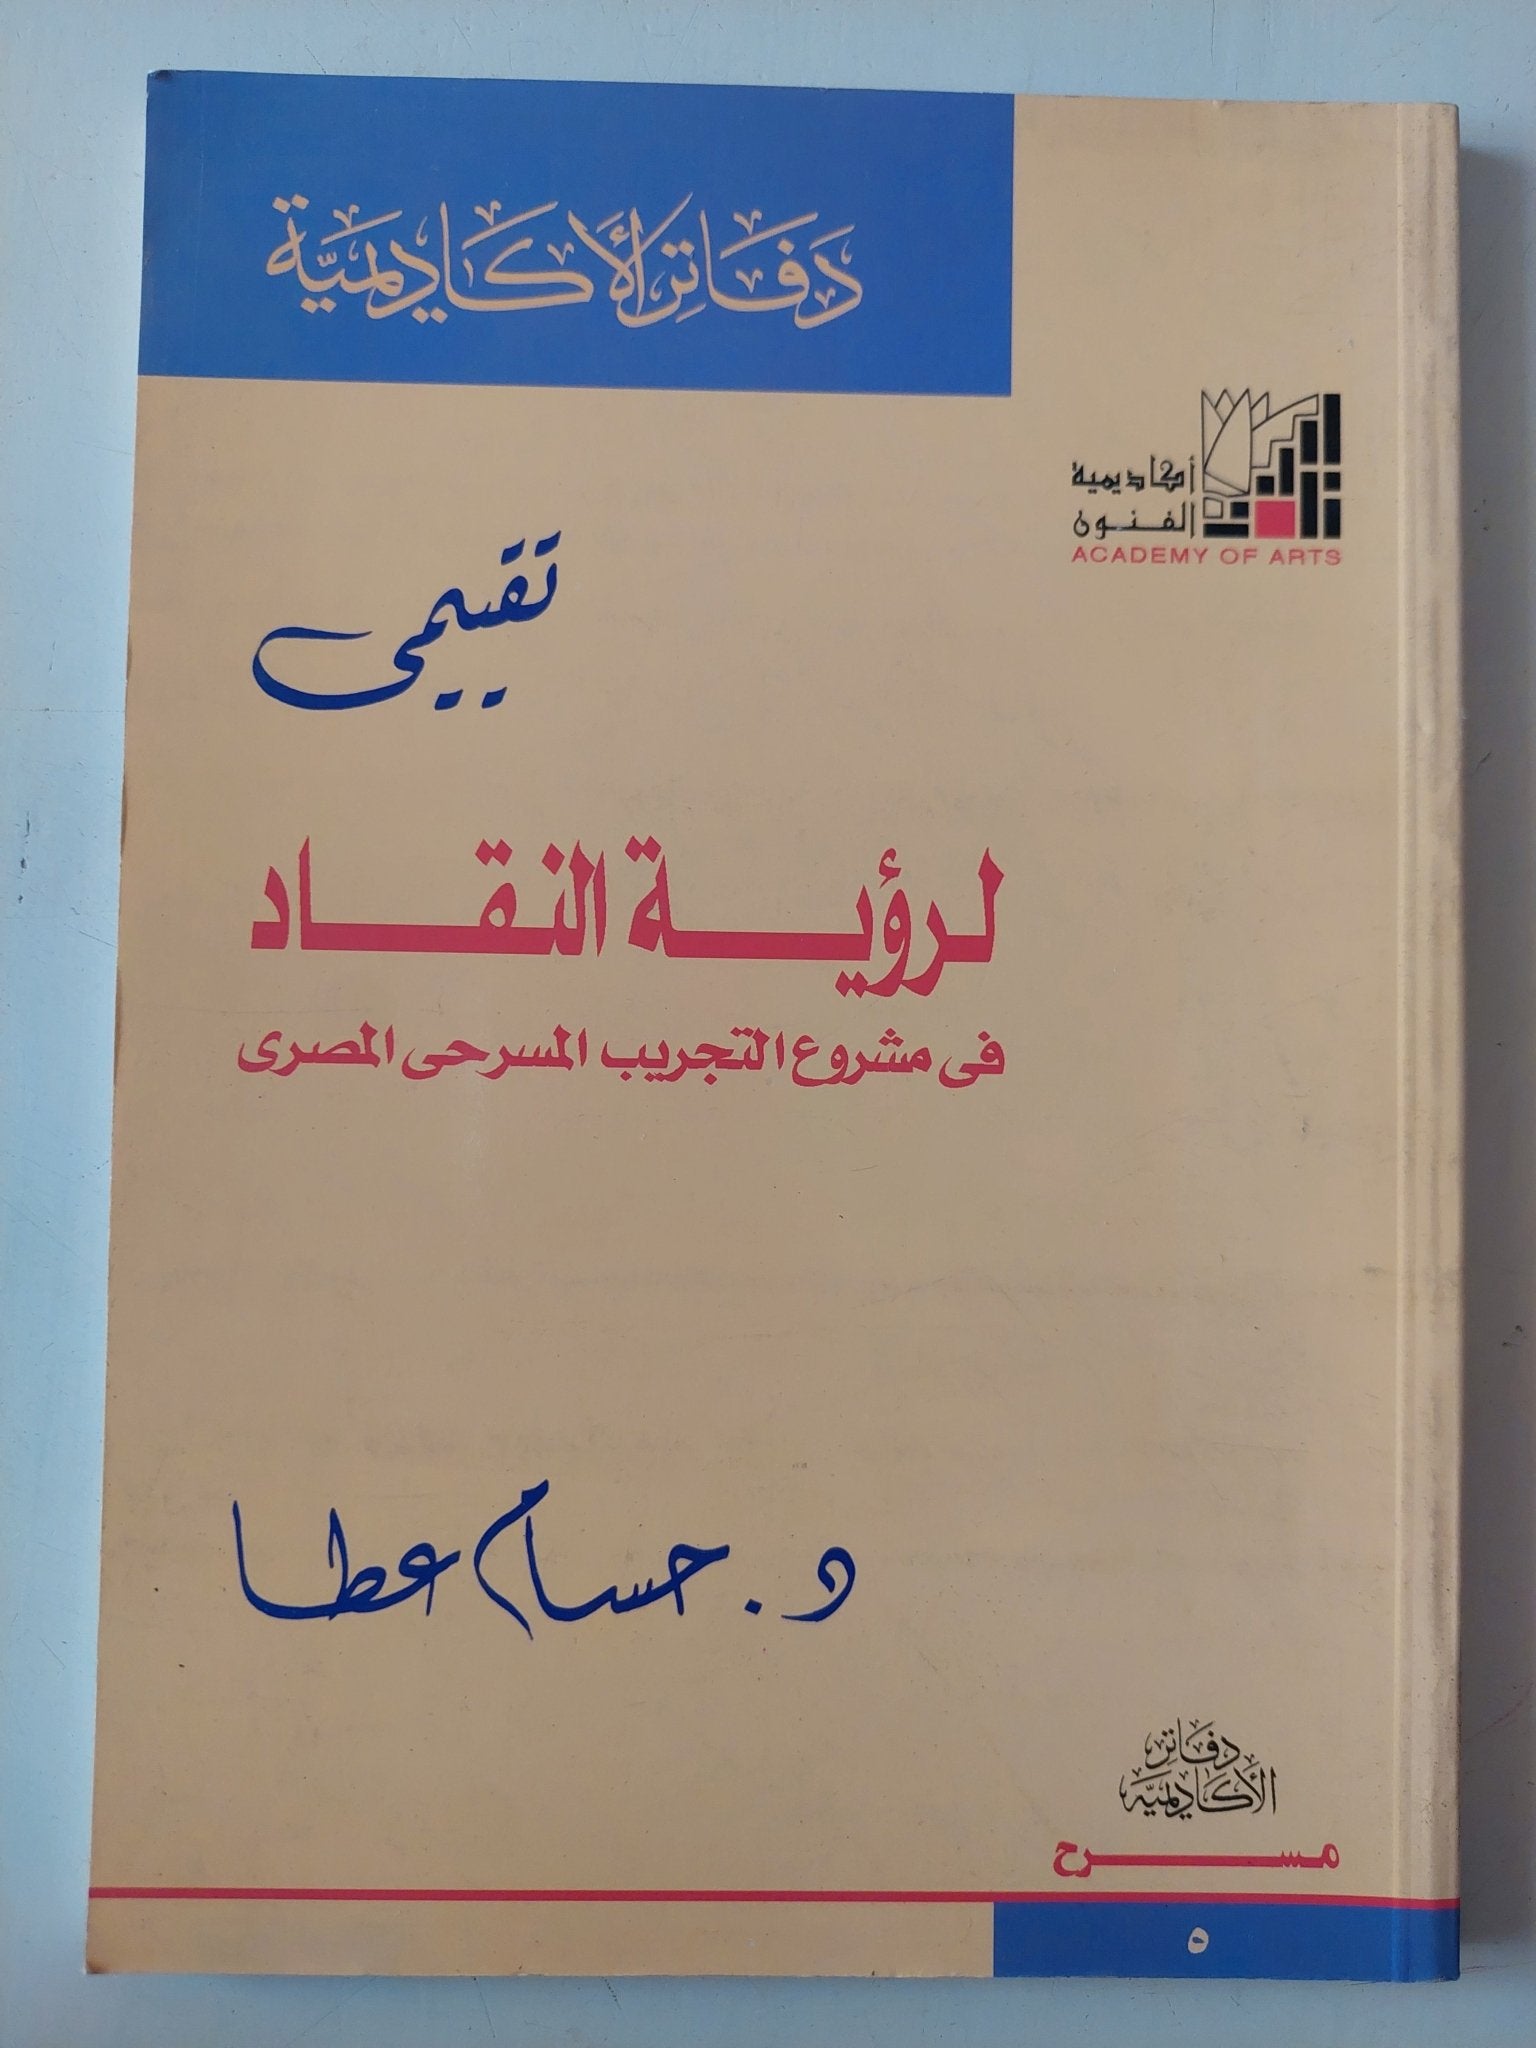 دفاتر الأكاديمية
أكاديمية
الفنون
ACADEMY OF ARTS
تقييمى
لرؤية النقاد
فى مشروع التجريب المسرحى المصرى
د. حسام عطا
دفاتر
الأكاديمية
مسرح
٥